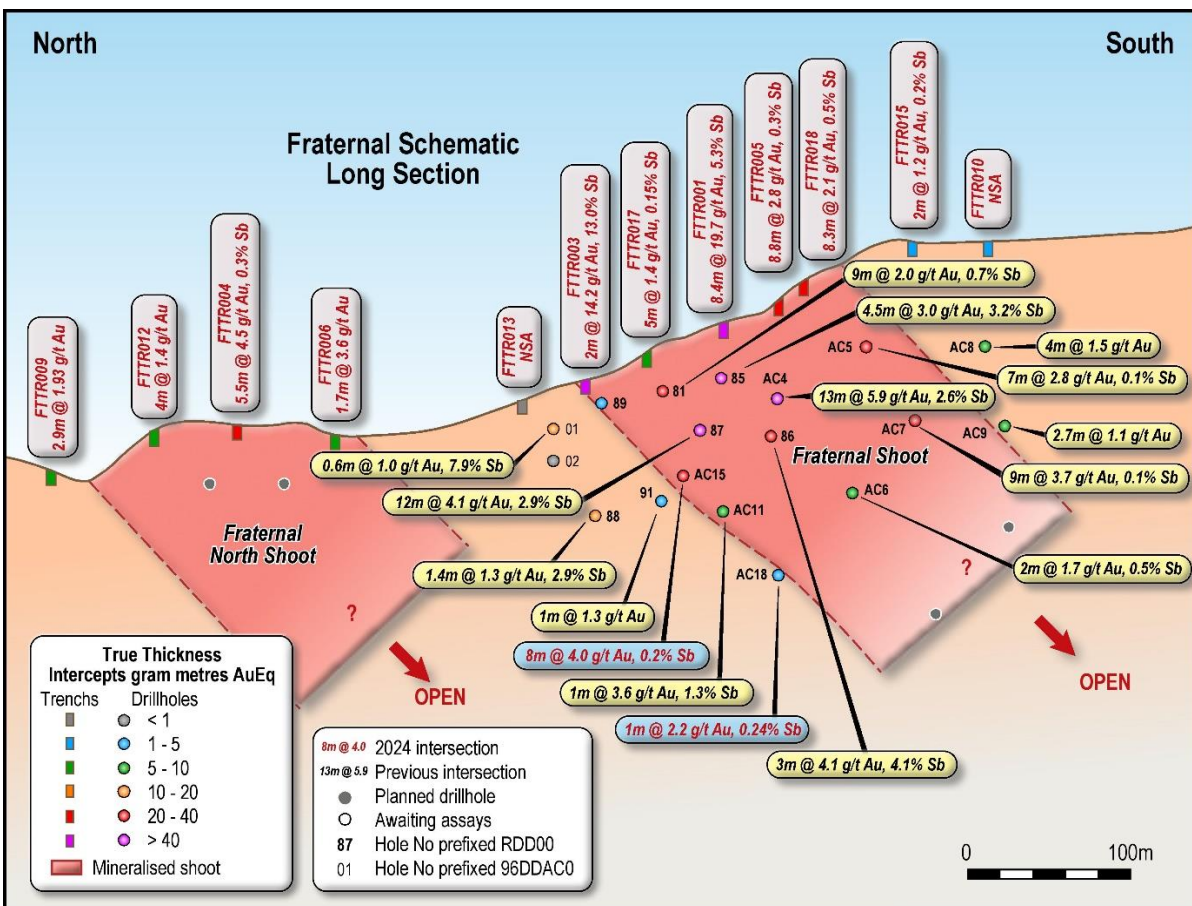 North
South
Fraternal Schematic
Long Section
FTTR009
2.9m @ 1.93 g/t Au
FTTR012
4m @ 1.4 g/t Au
FTTR004
5.5m @ 4.5 g/t Au, 0.3% Sb
FTTR006
1.7m @ 3.6 g/t Au
FTTR013
NSA
FTTR003
2m @ 14.2 g/t Au, 13.0% Sb
FTTR017
5m @ 1.4 g/t Au, 0.15% Sb
FTTR001
8.4m @ 19.7 g/t Au, 5.3% Sb
FTTR005
8.8m @ 2.8 g/t Au, 0.3% Sb
FTTR018
8.3m @ 2.1 g/t Au, 0.5% Sb
FTTR015
2m @ 1.2 g/t Au, 0.2% Sb
FTTR010
NSA
9m @ 2.0 g/t Au, 0.7% Sb
4.5m @ 3.0 g/t Au, 3.2% Sb
AC5
AC8
4m @ 1.5 g/t Au
7m @ 2.8 g/t Au, 0.1% Sb
85
AC4
81
89
13m @ 5.9 g/t Au, 2.6% Sb
01
87
86
AC7
AC9
2.7m @ 1.1 g/t Au
02
0.6m @ 1.0 g/t Au, 7.9% Sb
Fraternal Shoot
9m @ 3.7 g/t Au, 0.1% Sb
AC15
12m @ 4.1 g/t Au, 2.9% Sb
91
AC6
88
AC11
Fraternal
North Shoot
1.4m @ 1.3 g/t Au, 2.9% Sb
AC18
?
2m @ 1.7 g/t Au, 0.5% Sb
?
1m @ 1.3 g/t Au
8m @ 4.0 g/t Au, 0.2% Sb
OPEN
OPEN
1m @ 3.6 g/t Au, 1.3% Sb
1m @ 2.2 g/t Au, 0.24% Sb
3m @ 4.1 g/t Au, 4.1% Sb
True Thickness
Intercepts gram metres AuEq
Trenchs Drillholes
< 1
1 - 5
5 - 10
10 - 20
20 - 40
> 40
Mineralised shoot
8m @ 4.0 2024 intersection
13m @ 5.9 Previous intersection
Planned drillhole
Awaiting assays
87 Hole No prefixed RDD00
01 Hole No prefixed 96DDAC0
0 100m